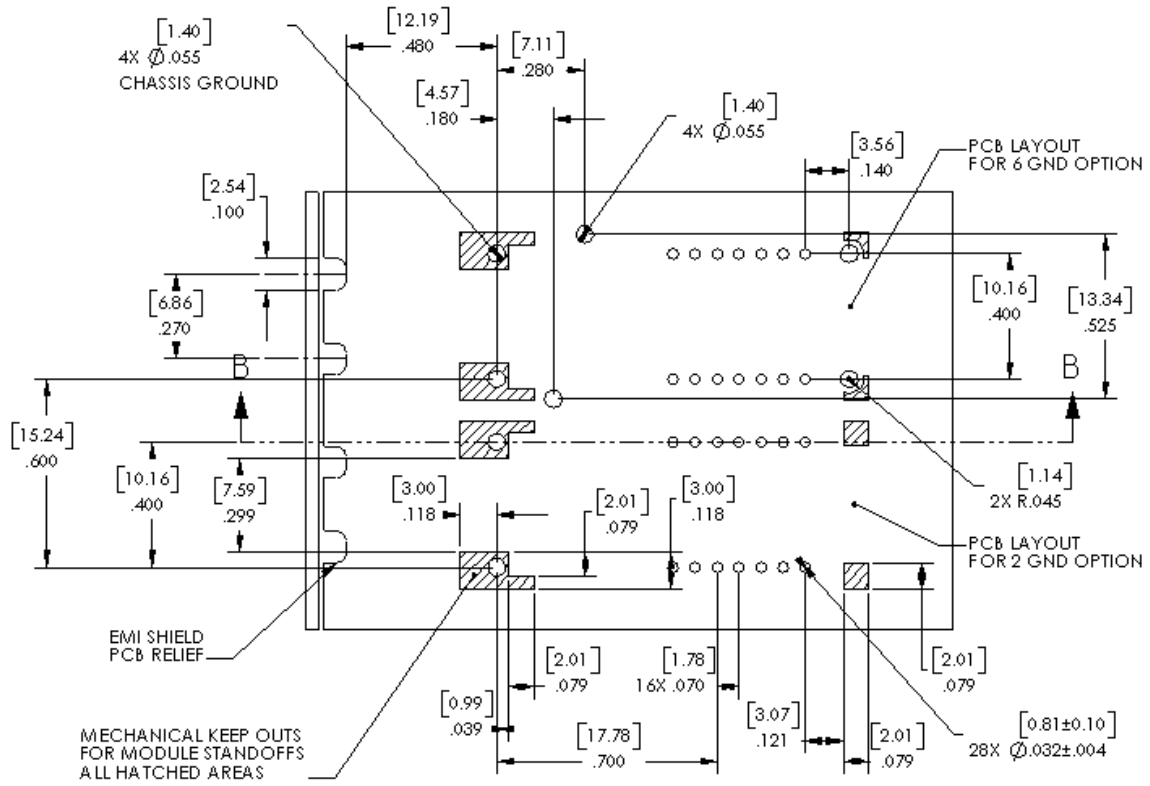 [1.40]
4X Ø.055
CHASSIS GROUND
[12.19]
.480
[7.11]
.280
[4.57]
.180
[1.40]
4X Ø.055
[3.56]
.140
PCB LAYOUT
FOR 6 GND OPTION
[2.54]
.100
[6.86]
.270
[10.16]
.400
[13.34]
.525
B
B
[15.24]
.600
[10.16]
.400
[7.59]
.299
[3.00]
.118
[2.01]
.079
[3.00]
.118
[1.14]
2X R.045
PCB LAYOUT
FOR 2 GND OPTION
EMI SHIELD
PCB RELIEF
[2.01]
.079
[1.78]
16X .070
[2.01]
.079
[0.99]
.039
[3.07]
.121
[2.01]
.079
[0.81±0.10]
28X Ø.032±.004
MECHANICAL KEEP OUTS
FOR MODULE STANDOFFS
ALL HATCHED AREAS
[17.78]
.700